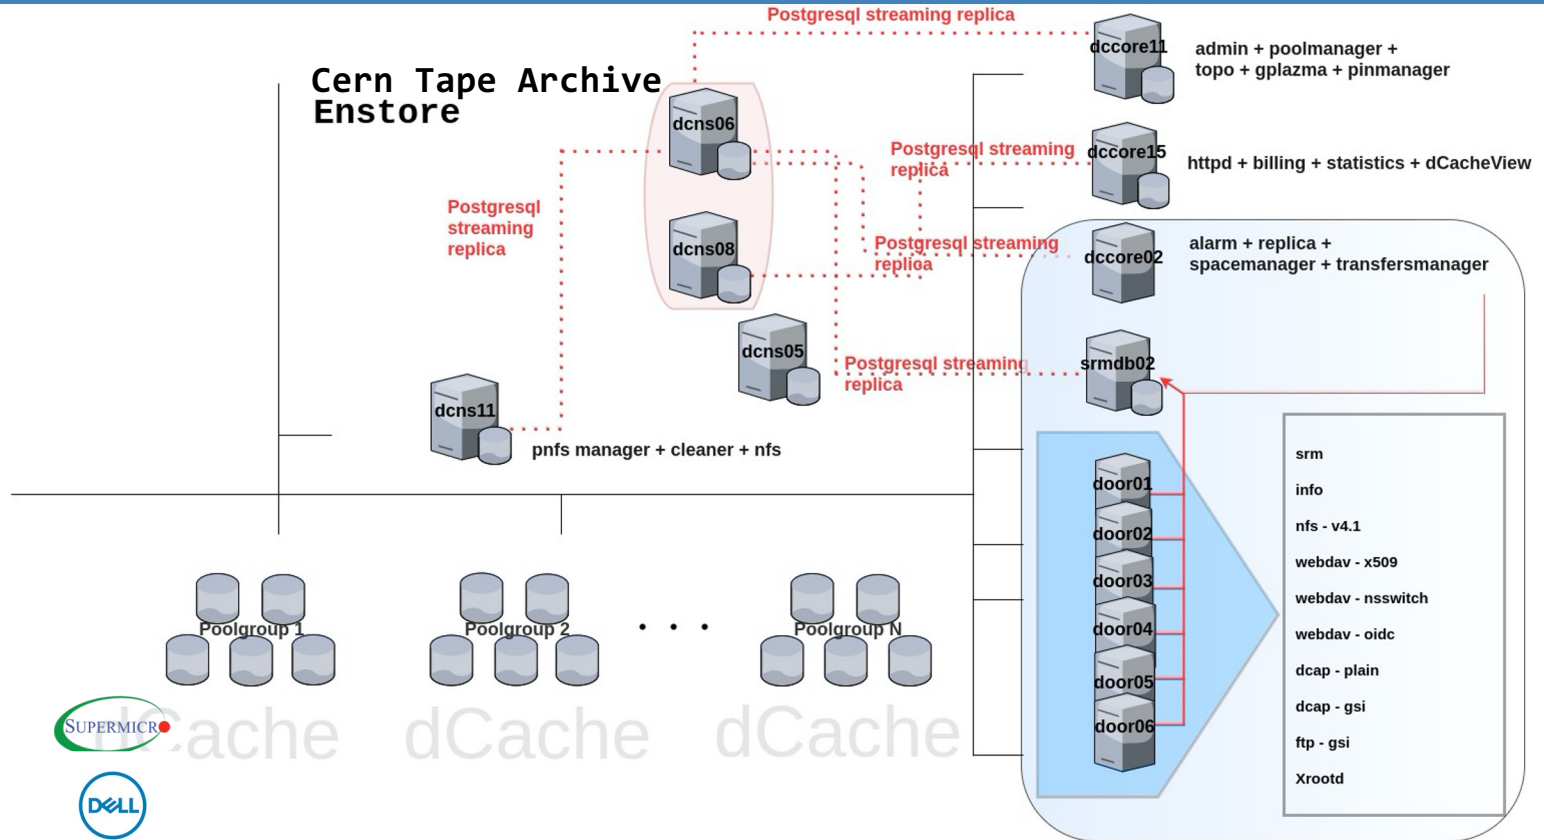 Postgresql streaming replica
dccore11
admin + poolmanager +
topo + gplazma + pinmanager
Cern Tape Archive
Enstore
dcns06
Postgresql streaming
replica
dccore15
httpd + billing + statistics + dCacheView
Postgresql
streaming
replica
dcns08
Postgresql streaming
replica
dccore02
alarm + replica +
spacemanager + transfersmanager
dcns05
Postgresql streaming
replica
srmdb02
dcns11
pnfs manager + cleaner + nfs
door01
door02
door03
door04
door05
door06
srm
info
nfs - v4.1
webdav - x509
webdav - nsswitch
webdav - oidc
dcap - plain
dcap - gsi
ftp - gsi
Xrootd
Poolgroup 1
Poolgroup 2
. . .
Poolgroup N
SUPERMICRO
dCache
dCache
dCache
DELL